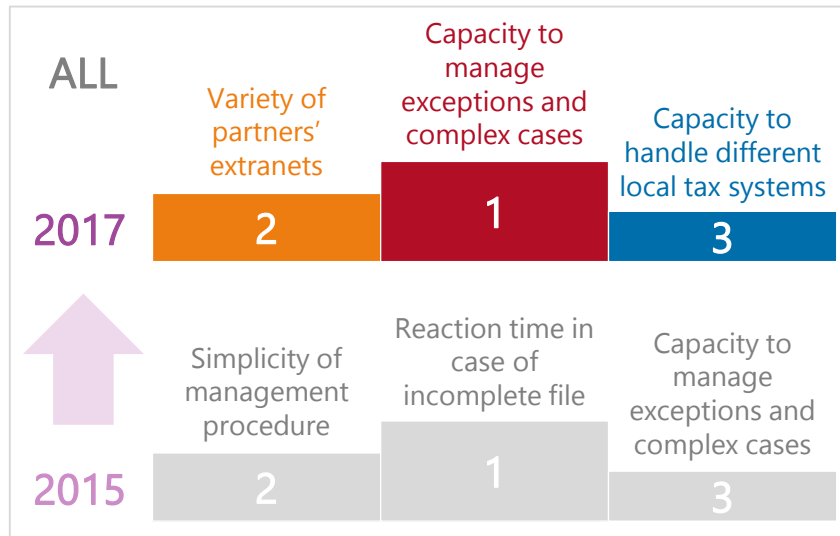 ALL
Variety of
partners'
extranets
Capacity to
manage
exceptions and
complex cases
Capacity to
handle different
local tax systems
2017
2
1
3
Simplicity of
management
procedure
Reaction time in
case of
incomplete file
Capacity to
manage
exceptions and
complex cases
2015
2
1
3